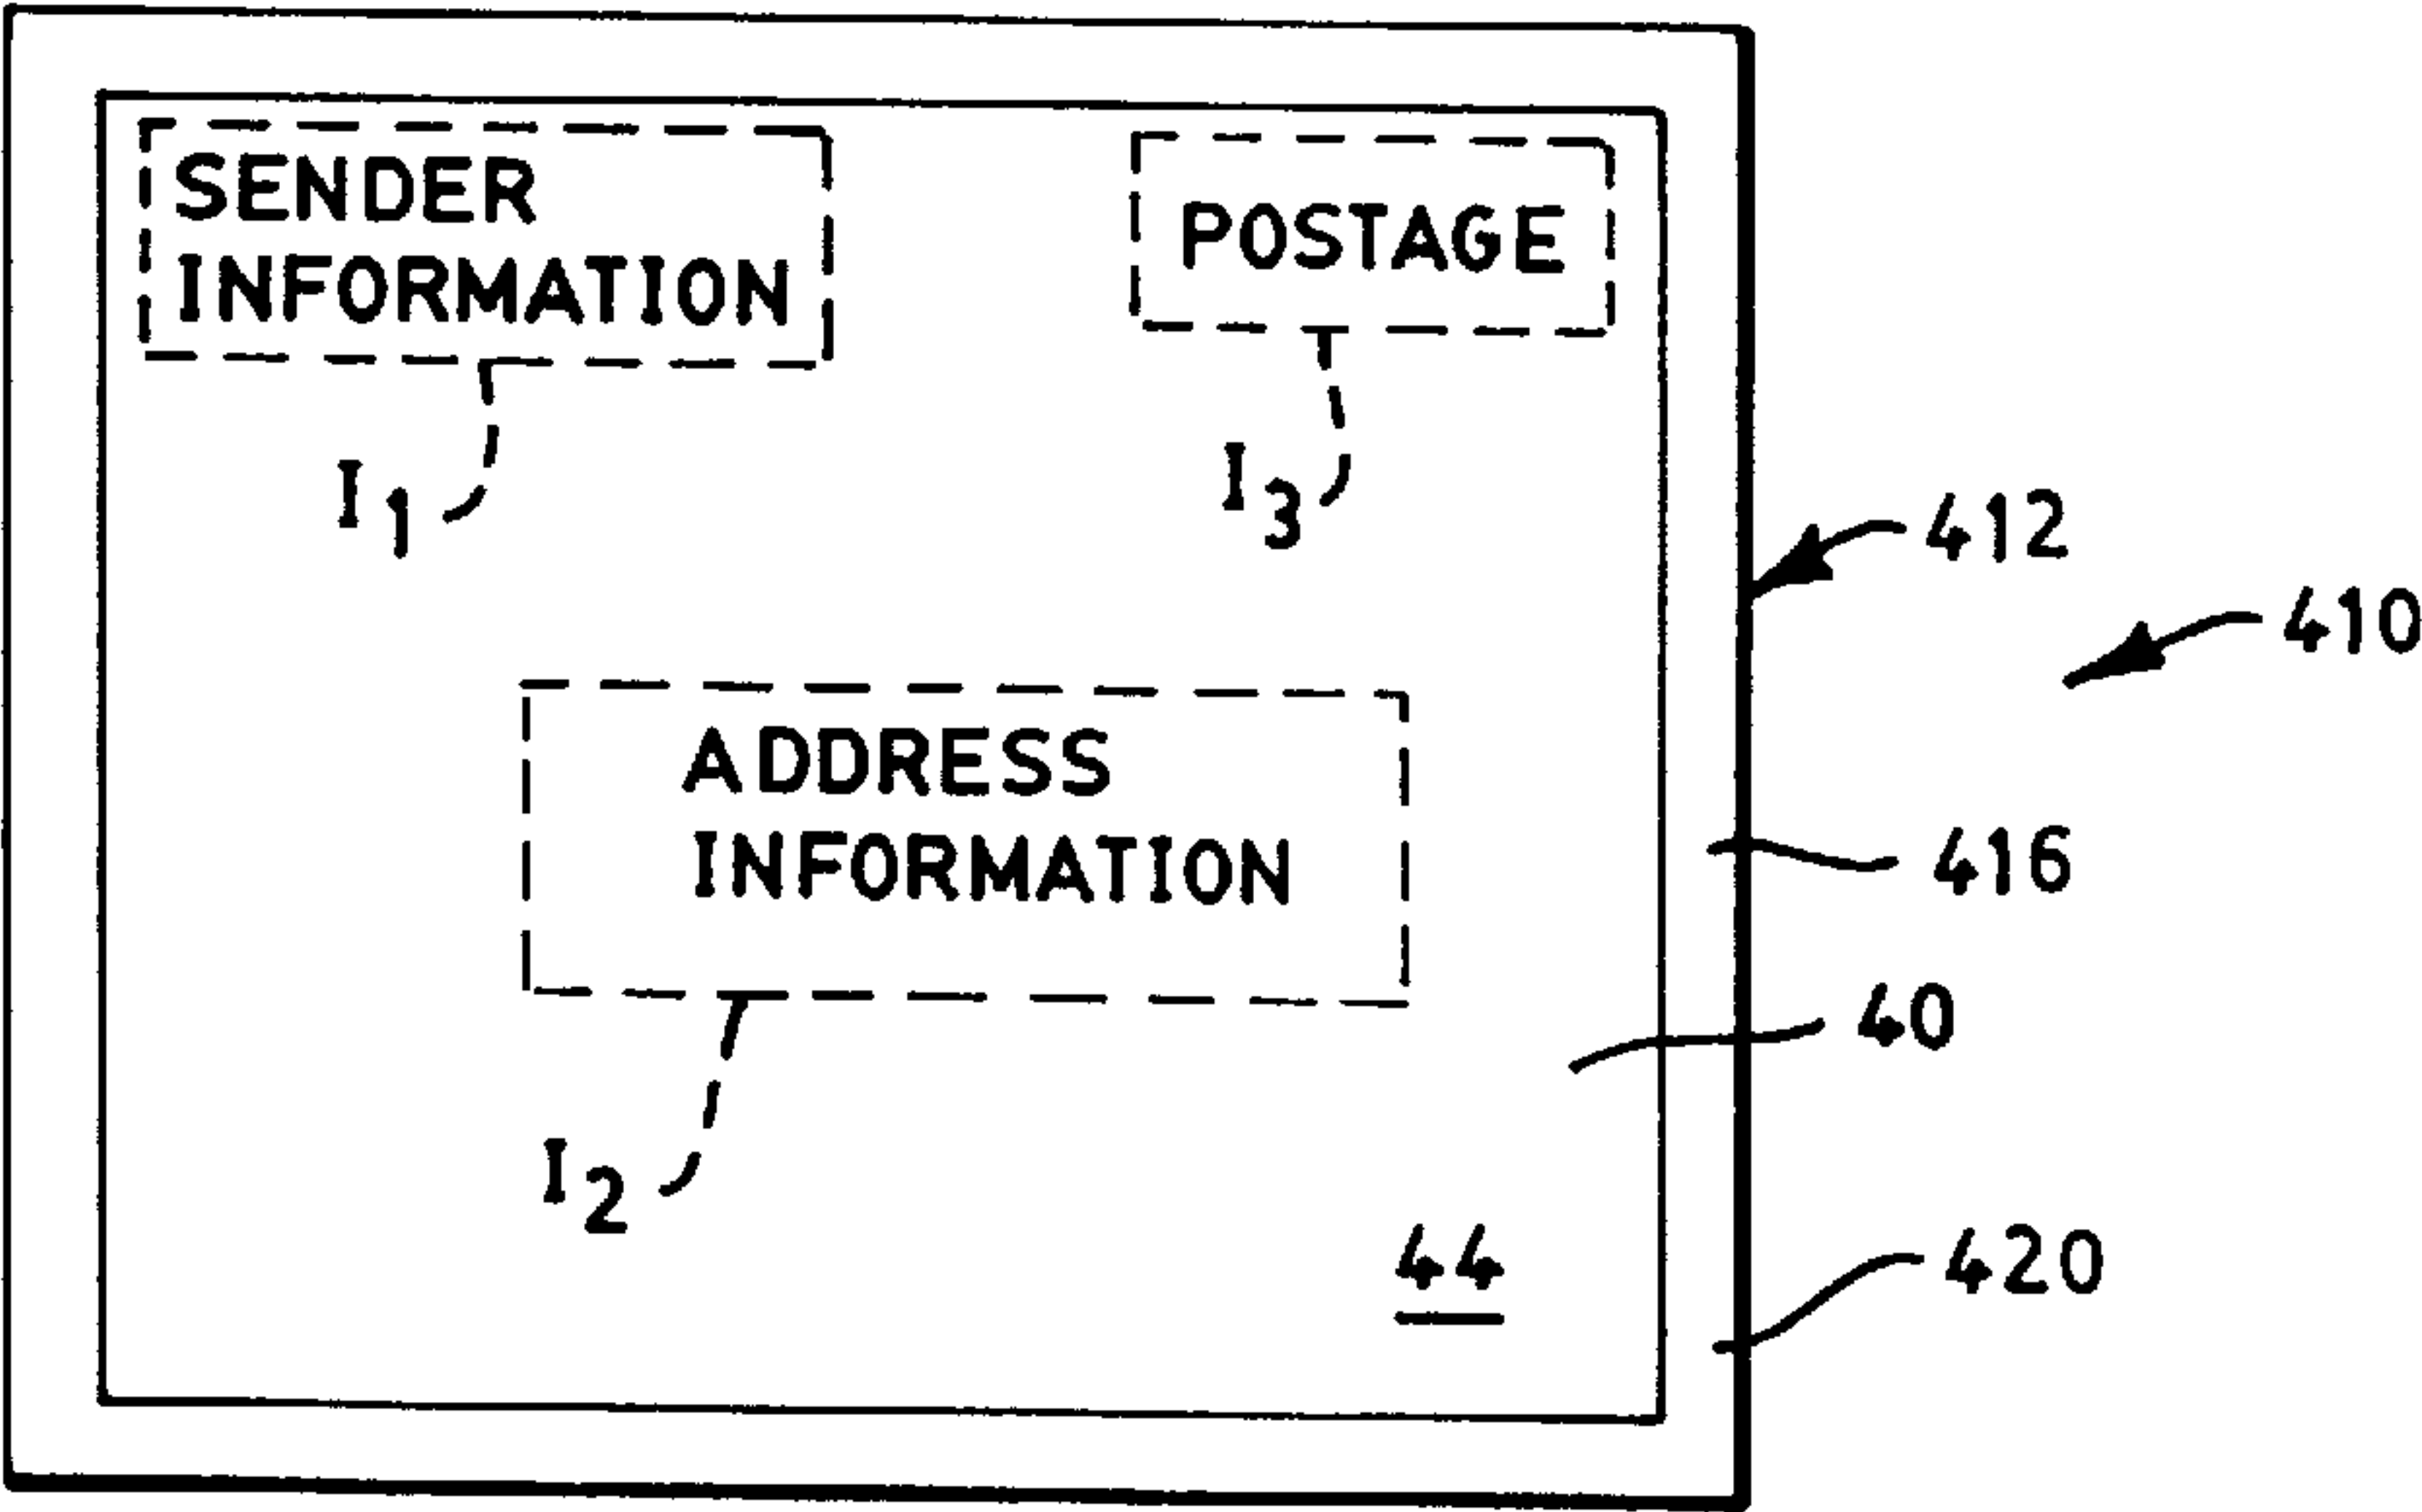 SENDER
INFORMATION
POSTAGE
I1
I3
412
410
ADDRESS
INFORMATION
416
40
I2
44
420